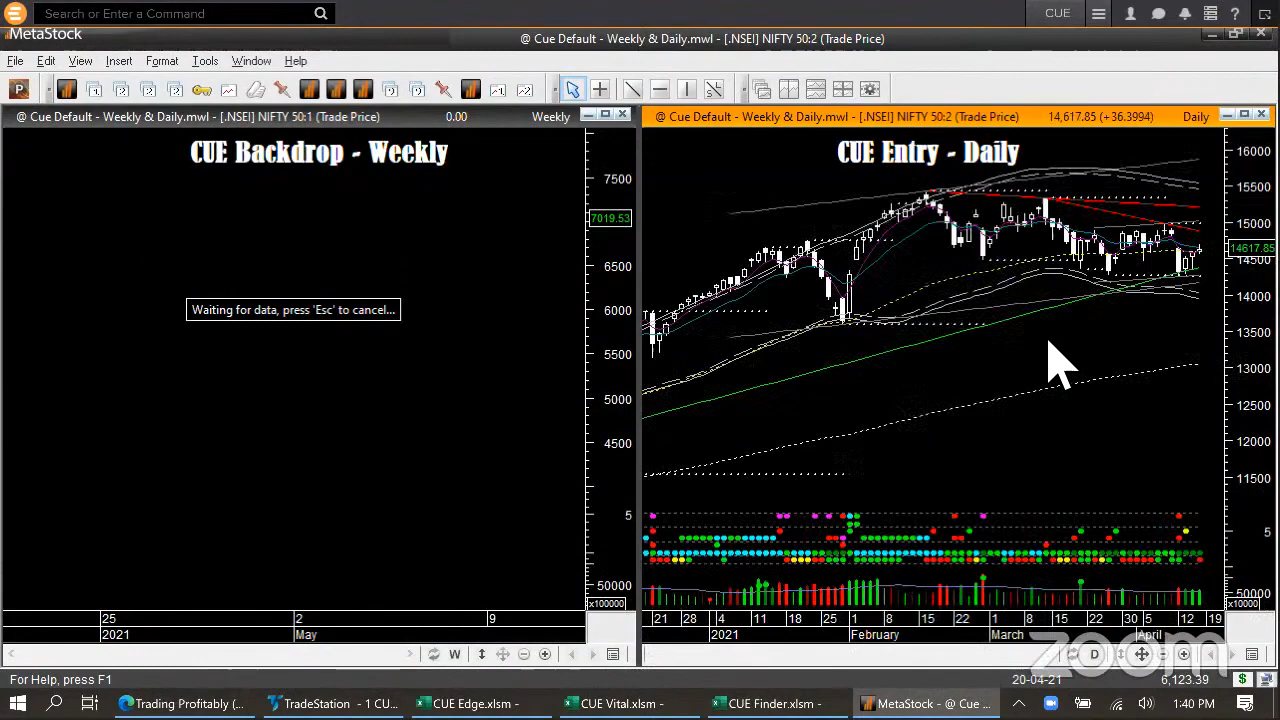 Search or Enter a Command
CUE
MetaStock
@ Cue Default - Weekly & Daily.mwl - [.NSEI] NIFTY 50:2 (Trade Price)
File Edit View Insert Format Tools Window Help
@ Cue Default - Weekly & Daily.mwl - [.NSEI] NIFTY 50:1 (Trade Price) 0.00 Weekly
CUE Backdrop - Weekly
7500
7019.53
6500
6000
5500
5000
4500
5
50000
x100000
Waiting for data, press 'Esc' to cancel...
25 2 9
2021 May
W
@ Cue Default - Weekly & Daily.mwl - [.NSEI] NIFTY 50:2 (Trade Price) 14,617.85 (+36.3994) Daily
CUE Entry - Daily
16000
15500
15000
14617.85
14500
14000
13500
13000
12500
12000
11500
5
50000
x100000
21 28 4 11 18 25 1 8 15 22 1 8 15 22 30 5 12 19
2021 February March April
D
zoom
For Help, press F1
20-04-21 6,123.39
Trading Profitably (... TradeStation - 1 CU... CUE Edge.xlsm - ... CUE Vital.xlsm - ... CUE Finder.xlsm - ... MetaStock - @ Cue ... 1:40 PM